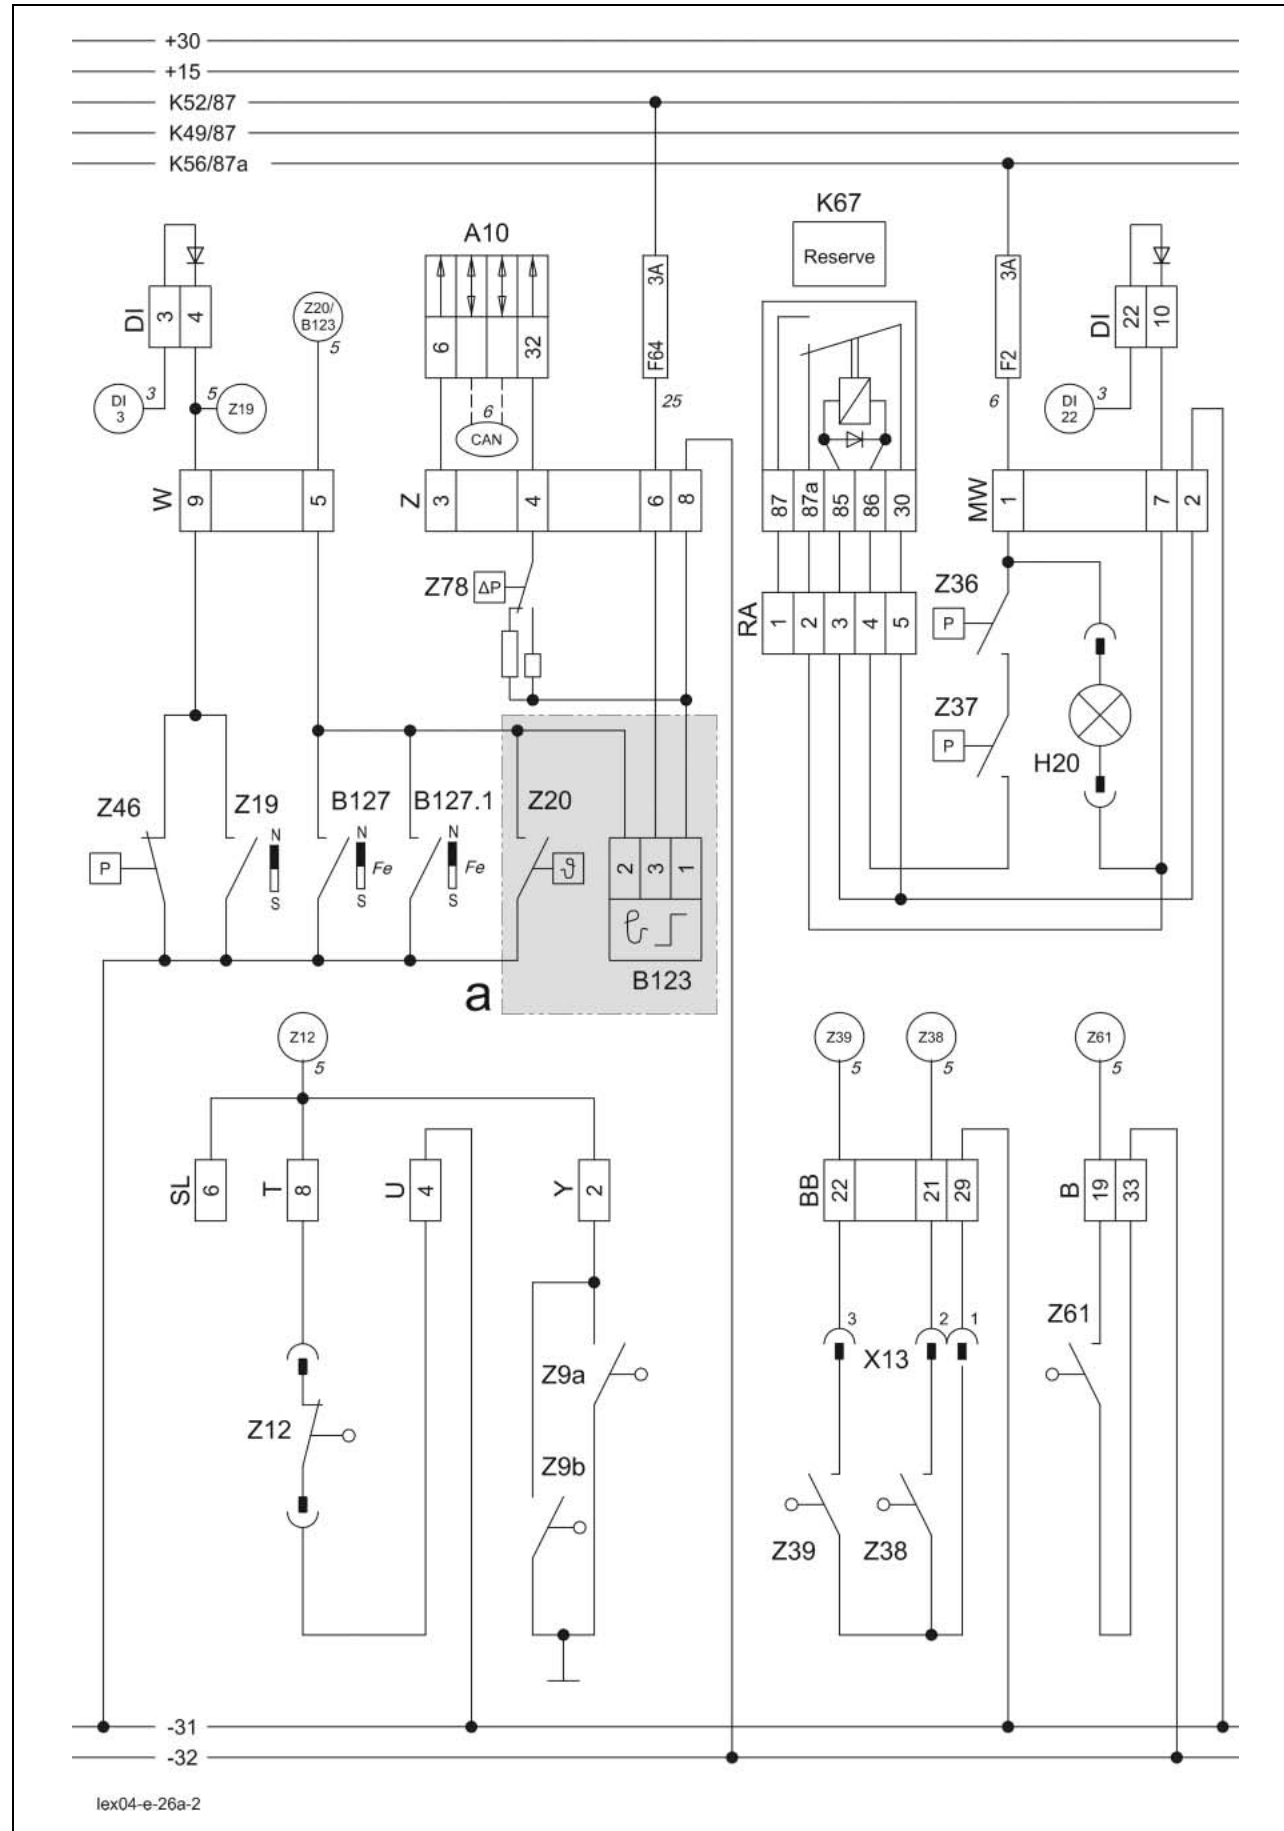 +30
+15
K52/87
K49/87
K56/87a
K67
Reserve
A10
3A
F64
25
3A
F2
6
DI
3
4
DI
3
3
5
Z19
Z20/
B123
5
6
32
6
CAN
DI
22
10
DI
22
3
W
9
5
Z
3
4
6
8
87
87a
85
86
30
MW
1
7
2
Z78
ΔP
RA
1
2
3
4
5
Z36
P
Z37
P
H20
Z46
P
Z19
N
S
B127
N
Fe
S
B127.1
N
Fe
S
Z20
ϑ
2
3
1
B123
a
Z12
5
Z39
5
Z38
5
Z61
5
SL
6
T
8
U
4
Y
2
BB
22
21
29
B
19
33
3
2
1
X13
Z61
Z12
Z9a
Z9b
Z39
Z38
-31
-32
lex04-e-26a-2